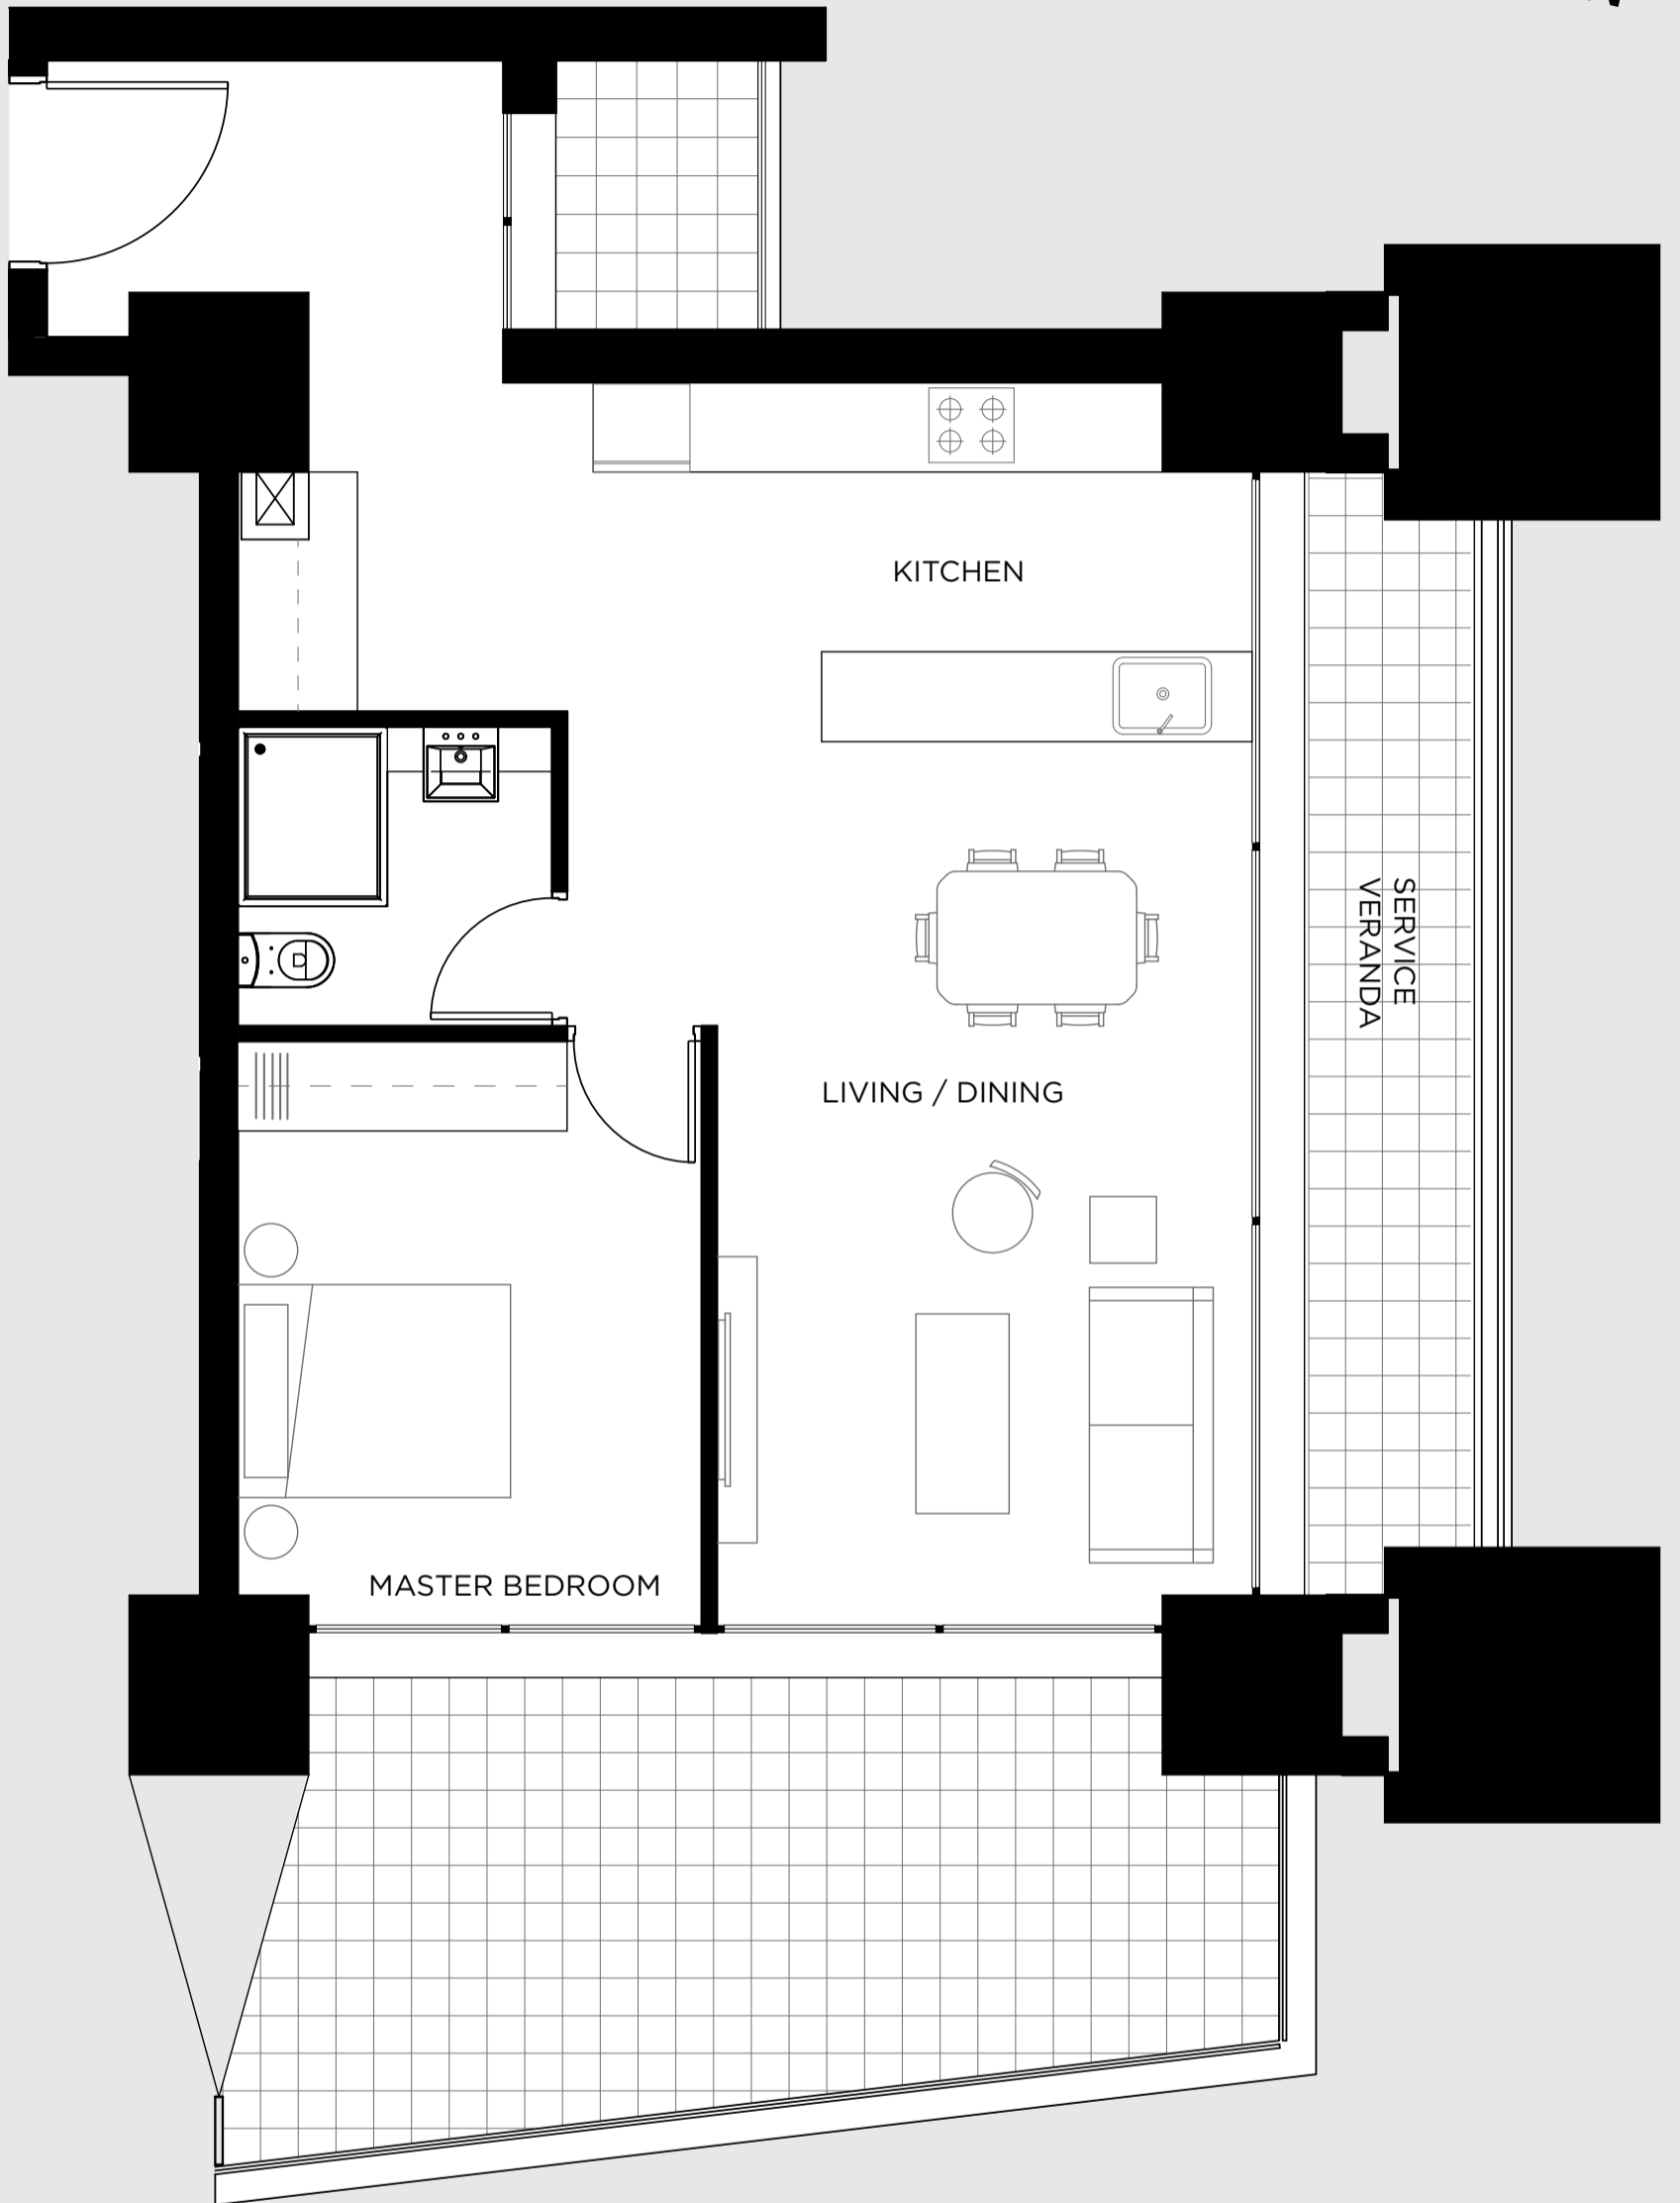 KITCHEN
SERVICE
VERANDA
LIVING / DINING
MASTER BEDROOM